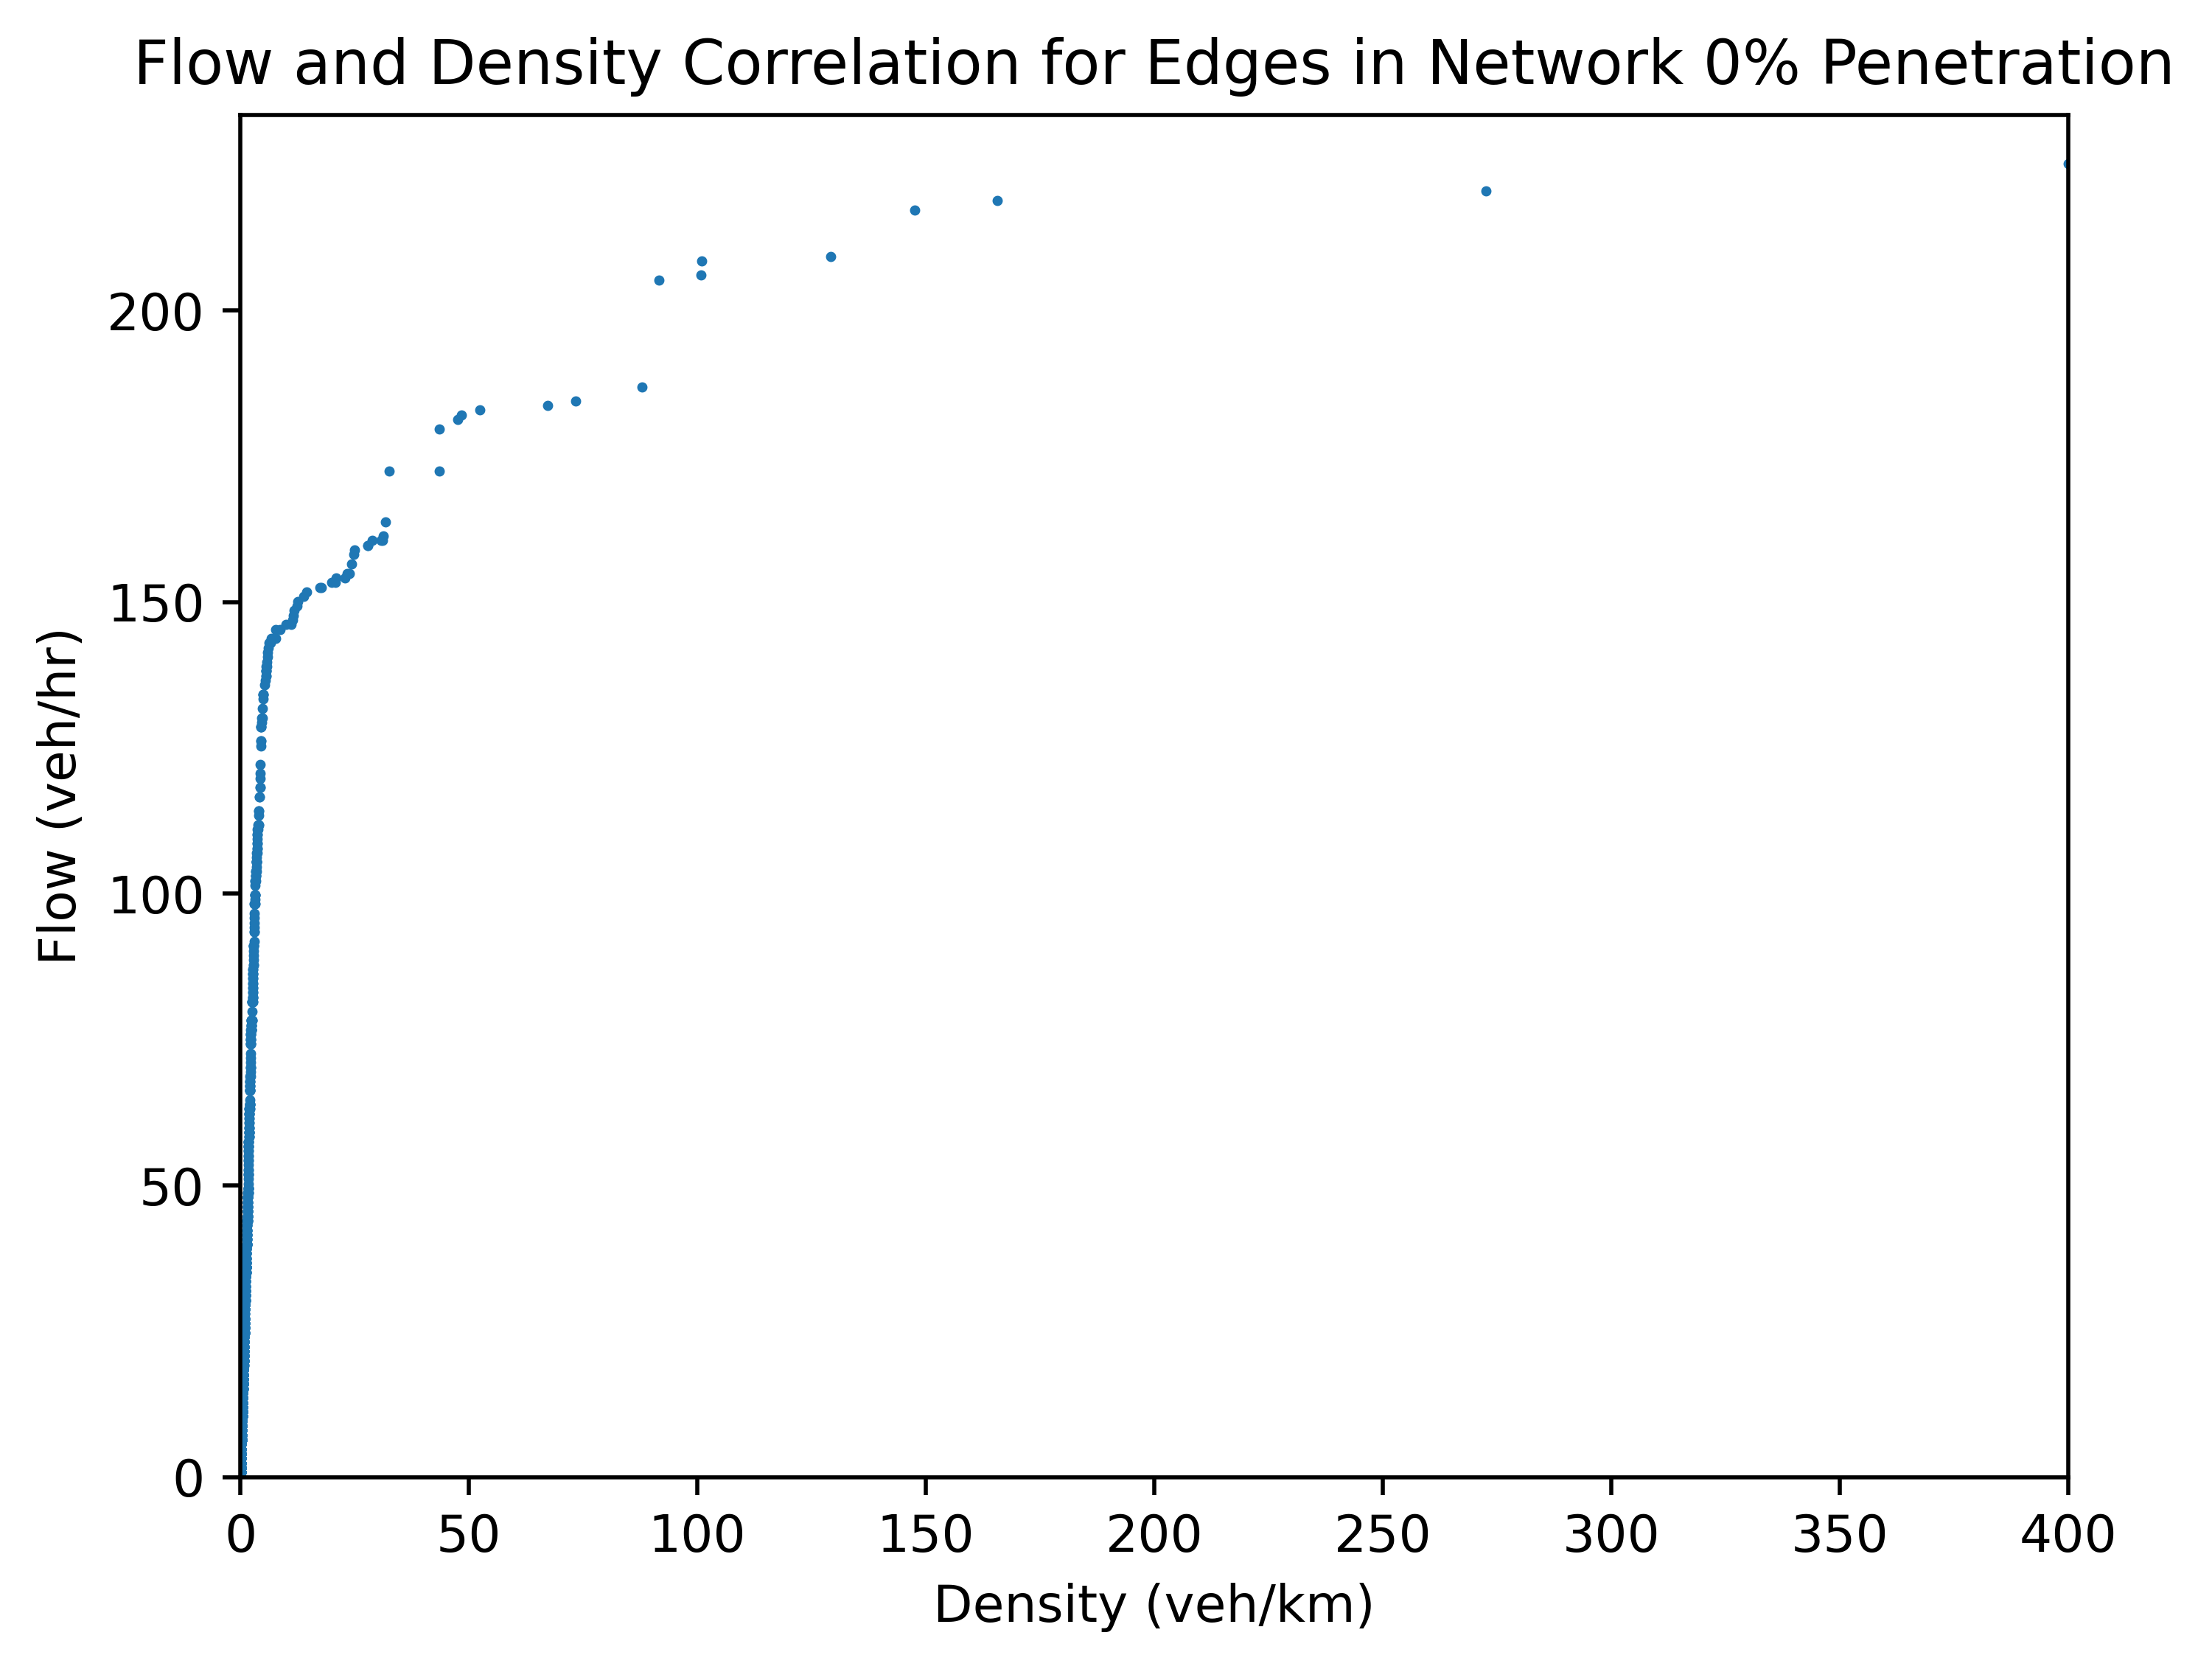 Flow and Density Correlation for Edges in Network 0% Penetration
200
150
100
50
0
Flow (veh/hr)
0 50 100 150 200 250 300 350 400
Density (veh/km)